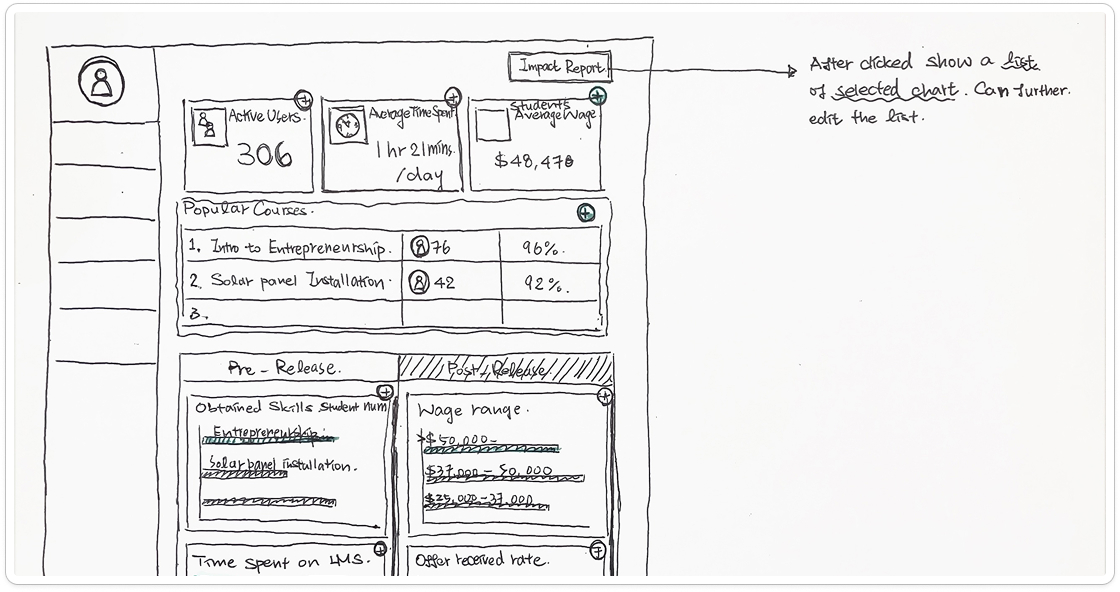 Impact Report
After clicked show a list
of selected chart. Can further
edit the list.
Active Users.
306
Average Time Spent
1 hr 21 mins.
/day
Students
Average Wage
$48,478
Popular Courses.
1. Intro to Entrepreneurship. 76 96%.
2. Solar panel Installation. 42 92%.
3.
Pre - Release. Post - Release.
Obtained Skills Student num
Entrepreneurship.
Solar panel installation.
Wage range.
>$50,000-
$37,000 - 50,000
$25,000 - 37,000
Time spent on LMS.
Offer received rate.